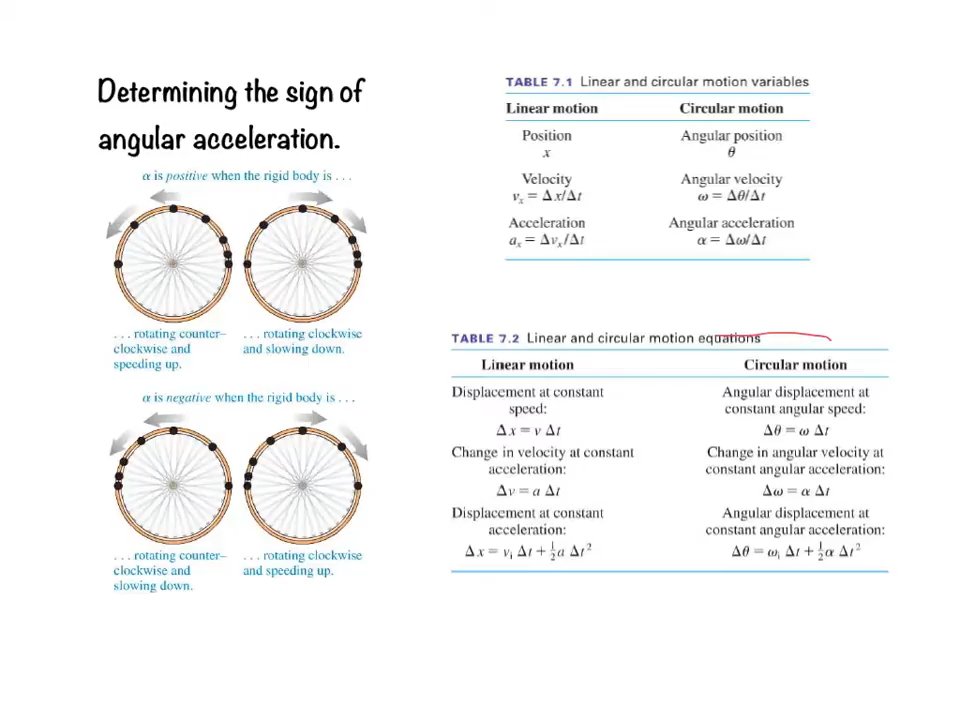 Determining the sign of
angular acceleration.
α is positive when the rigid body is . . .
. . . rotating counter–
clockwise and
speeding up.
. . . rotating clockwise
and slowing down.
α is negative when the rigid body is . . .
. . . rotating counter–
clockwise and
slowing down.
. . . rotating clockwise
and speeding up.
TABLE 7.1 Linear and circular motion variables
Linear motion Circular motion
Position Angular position
x θ
Velocity Angular velocity
vₓ = Δx/Δt ω = Δθ/Δt
Acceleration Angular acceleration
aₓ = Δvₓ/Δt α = Δω/Δt
TABLE 7.2 Linear and circular motion equations
Linear motion Circular motion
Displacement at constant Angular displacement at
speed: constant angular speed:
Δx = v Δt Δθ = ω Δt
Change in velocity at constant Change in angular velocity at
acceleration: constant angular acceleration:
Δv = a Δt Δω = α Δt
Displacement at constant Angular displacement at
acceleration: constant angular acceleration:
Δx = vᵢ Δt + ½a Δt² Δθ = ωᵢ Δt + ½α Δt²